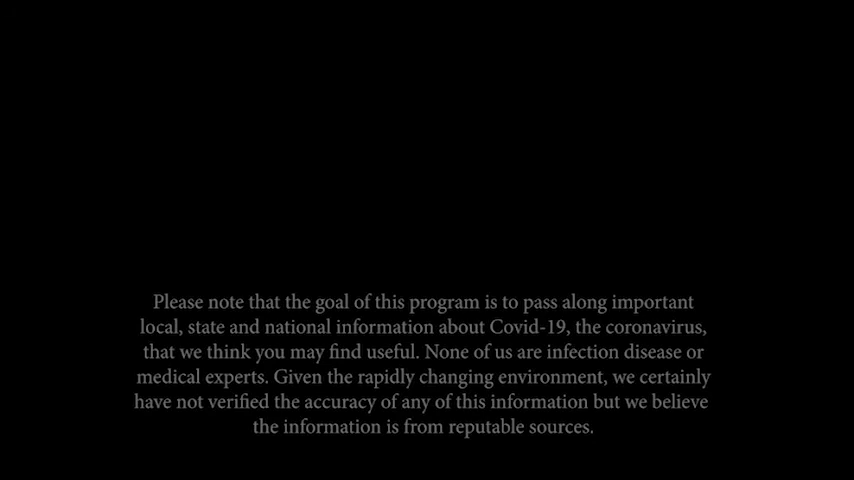 Please note that the goal of this program is to pass along important
local, state and national information about Covid-19, the coronavirus,
that we think you may find useful. None of us are infection disease or
medical experts. Given the rapidly changing environment, we certainly
have not verified the accuracy of any of this information but we believe
the information is from reputable sources.